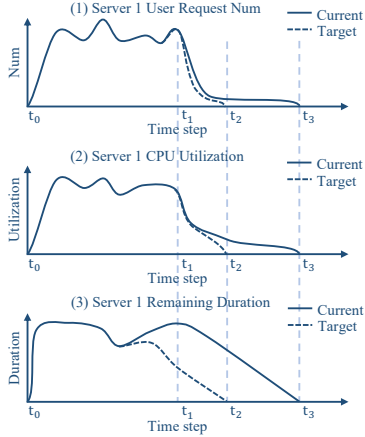 (1) Server 1 User Request Num
Current
Target
Num
t₀ t₁ t₂ t₃
Time step
(2) Server 1 CPU Utilization
Current
Target
Utilization
t₀ t₁ t₂ t₃
Time step
(3) Server 1 Remaining Duration
Current
Target
Duration
t₀ t₁ t₂ t₃
Time step